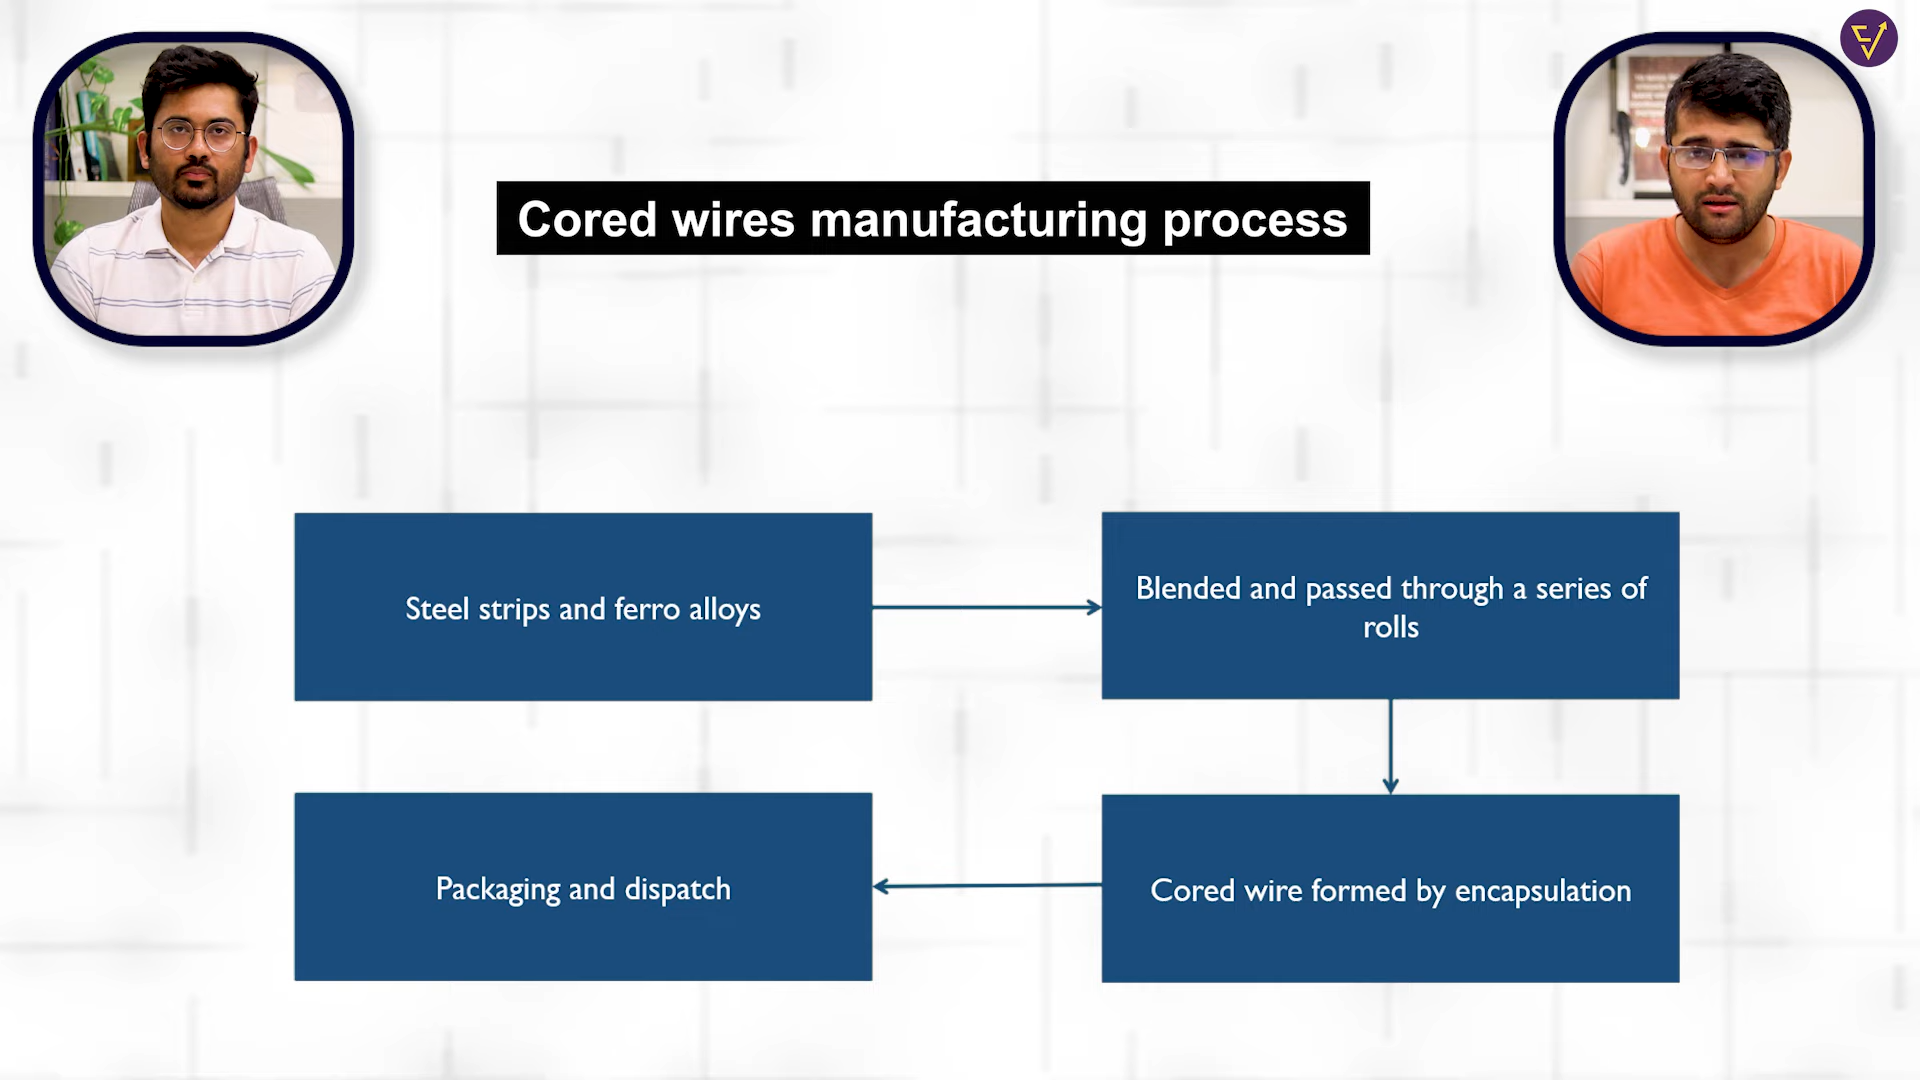 Cored wires manufacturing process
Steel strips and ferro alloys
Blended and passed through a series of
rolls
Cored wire formed by encapsulation
Packaging and dispatch